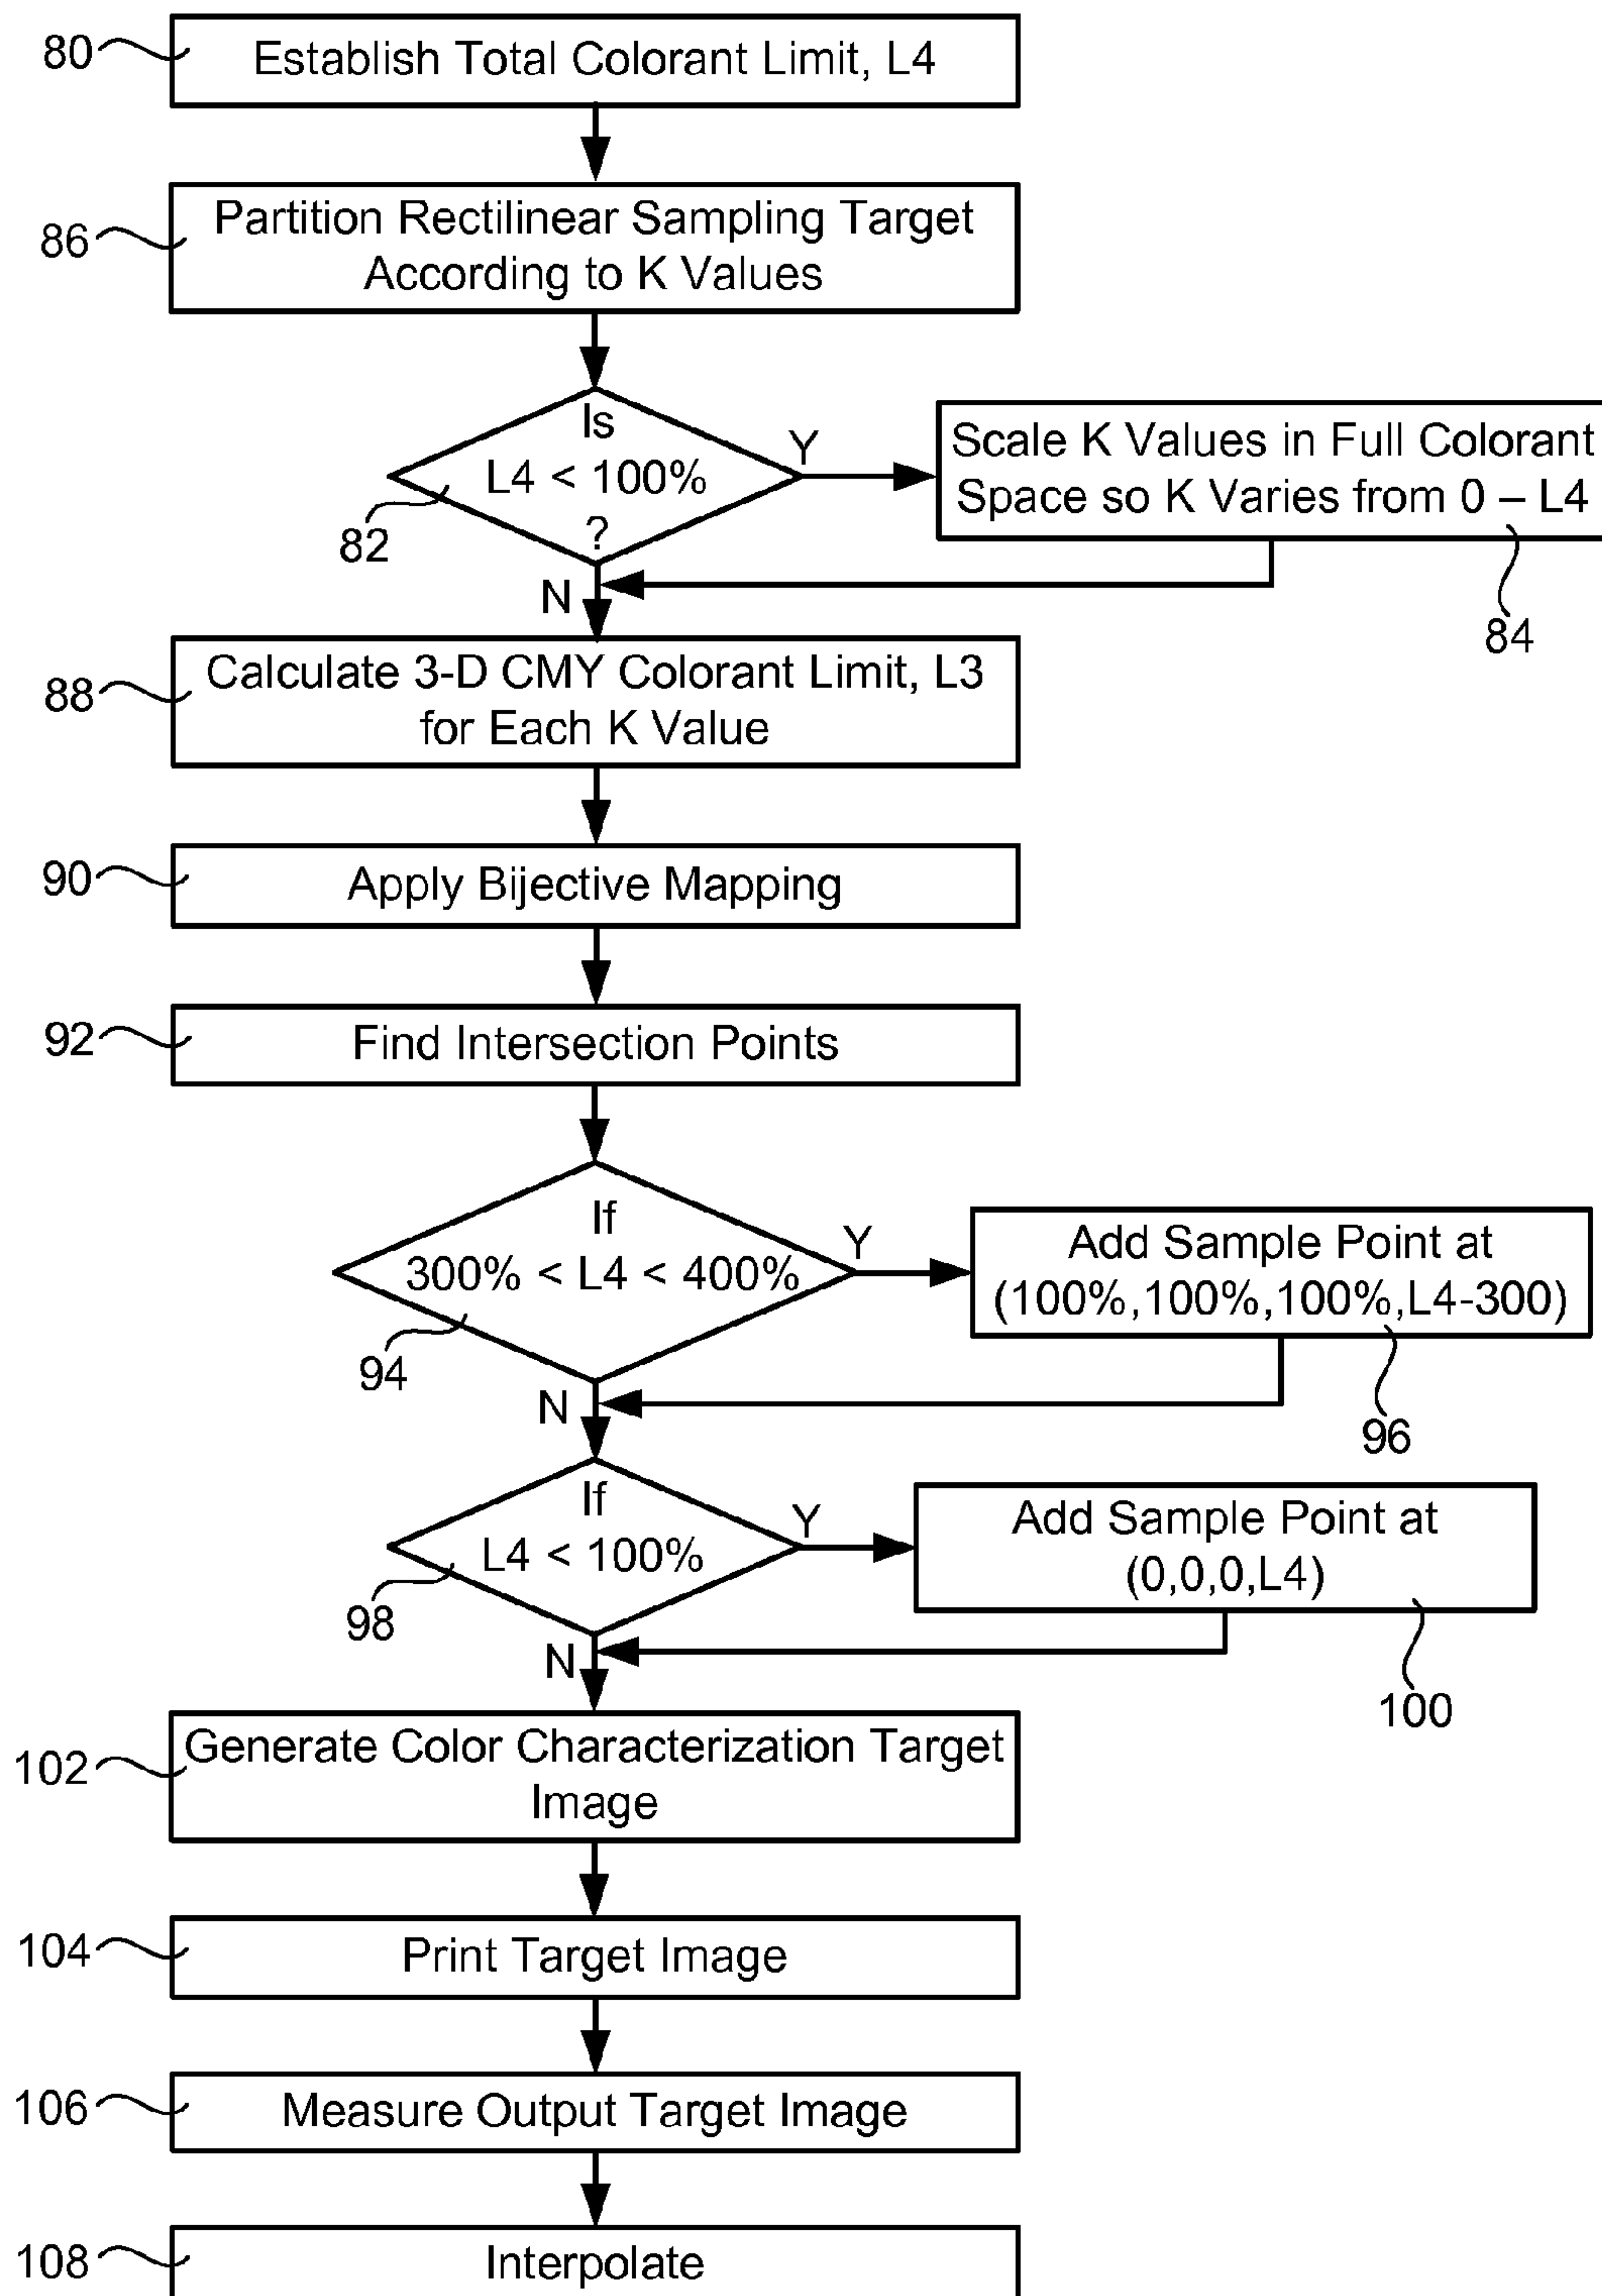 80
Establish Total Colorant Limit, L4
86
Partition Rectilinear Sampling Target
According to K Values
Is
L4 < 100%
?
82
Y
N
Scale K Values in Full Colorant
Space so K Varies from 0 – L4
84
88
Calculate 3-D CMY Colorant Limit, L3
for Each K Value
90
Apply Bijective Mapping
92
Find Intersection Points
If
300% < L4 < 400%
94
Y
N
Add Sample Point at
(100%,100%,100%,L4-300)
96
If
L4 < 100%
98
Y
N
Add Sample Point at
(0,0,0,L4)
100
102
Generate Color Characterization Target
Image
104
Print Target Image
106
Measure Output Target Image
108
Interpolate